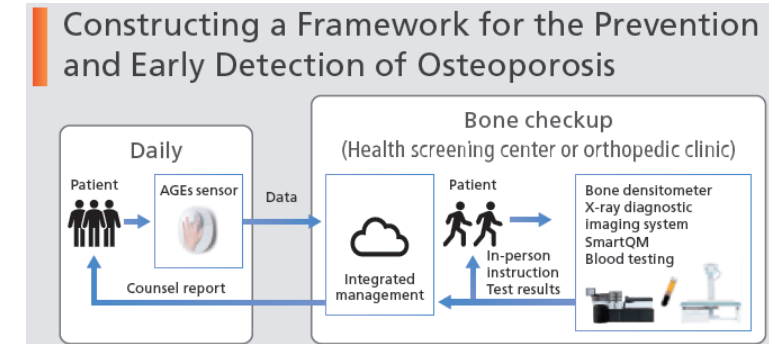 Constructing a Framework for the Prevention
and Early Detection of Osteoporosis
Daily
Patient
AGEs sensor
Data
Counsel report
Bone checkup
(Health screening center or orthopedic clinic)
Integrated
management
Patient
In-person
instruction
Test results
Bone densitometer
X-ray diagnostic
imaging system
SmartQM
Blood testing